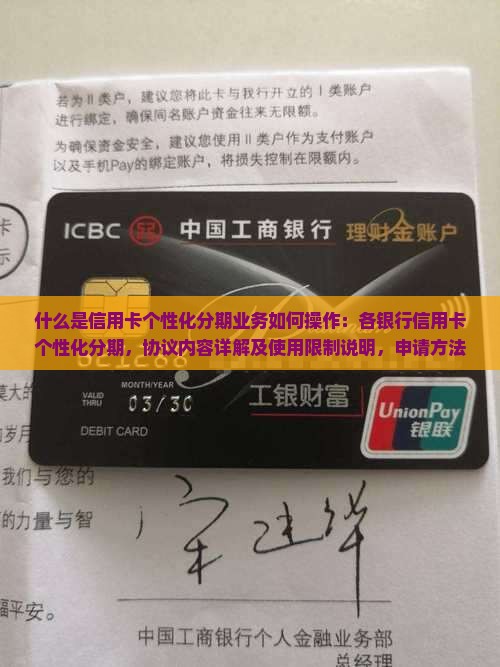 若为Ⅱ类户，建议您将此卡与我行开立的Ⅰ类账户
进行绑定，确保同名账户资金往来无限额。
为确保资金安全，建议您使用Ⅱ类户作为支付账户
以及手机Pay的绑定账户，将损失控制在限额内。
卡
示
ICBC 中国工商银行 理财金账户
什么是信用卡个性化分期业务如何操作：各银行信用卡
个性化分期，协议内容详解及使用限制说明，申请方法
MONTH/YEAR
VALID
THRU
03/30
DEBIT CARD
工银财富
UnionPay
银联
莫大的
岁月
我们与您的
的力量与智
福平安。
中国工商银行个人金融业务部
总经理